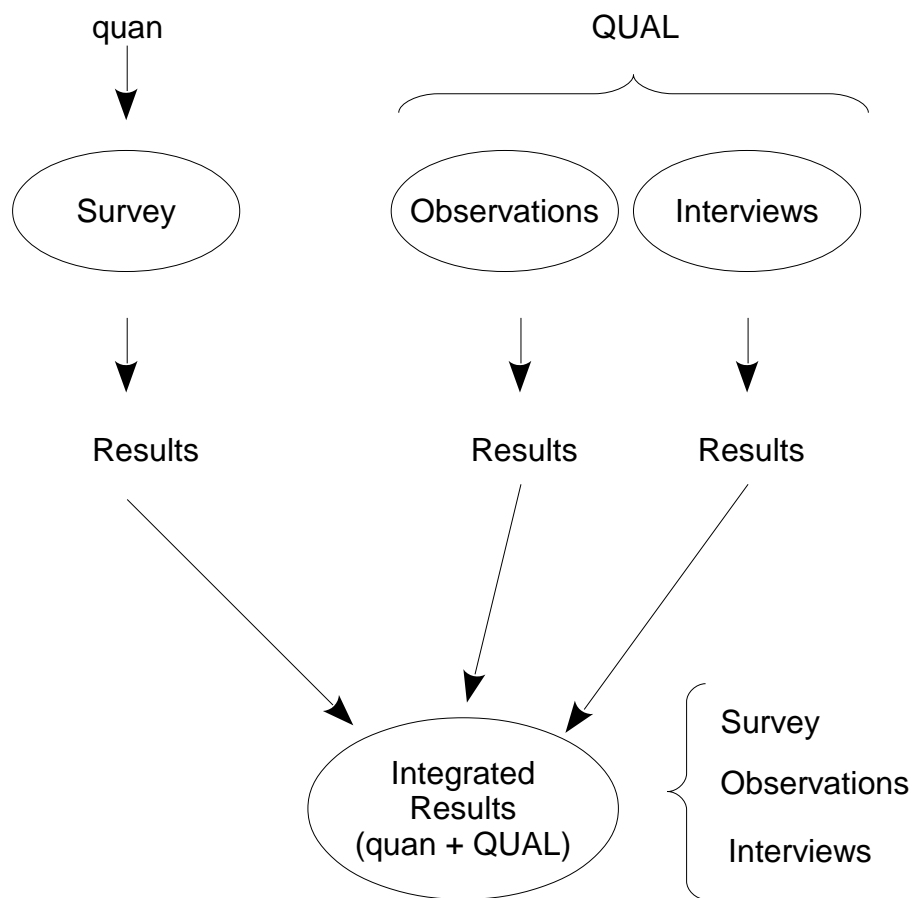 quan
QUAL
Survey
Observations
Interviews
Results
Results
Results
Integrated
Results
(quan + QUAL)
Survey
Observations
Interviews